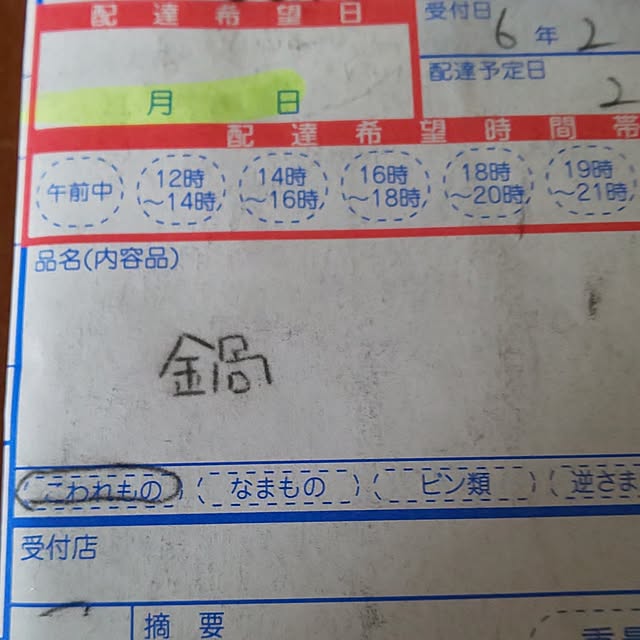 配達希望日
月 日
受付日
6年2
配達予定日
2
配達希望時間帯
午前中
12時
～14時
14時
～16時
16時
～18時
18時
～20時
19時
～21時
品名(内容品)
鍋
こわれもの なまもの ビン類 逆さま
受付店
摘要